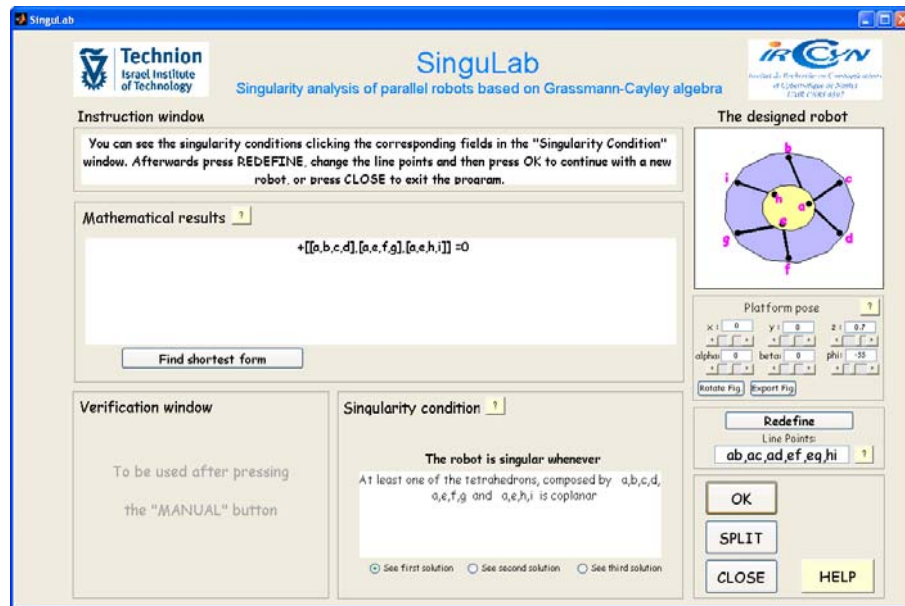 SinguLab
Technion
Israel Institute
of Technology
SinguLab
Singularity analysis of parallel robots based on Grassmann-Cayley algebra
IRCCyN
Instruction window
You can see the singularity conditions clicking the corresponding fields in the "Singularity Condition"
window. Afterwards press REDEFINE, change the line points and then press OK to continue with a new
robot, or press CLOSE to exit the program.
The designed robot
b
i
c
h
a
e
g
d
f
Mathematical results ?
+[[a,b,c,d],[a,e,f,g],[a,e,h,i]] =0
Find shortest form
Platform pose ?
x : 0 y : 0 z : 0.7
alpha: 0 beta: 0 phi: -35
Rotate Fig. Export Fig.
Redefine
Line Points:
ab,ac,ad,ef,eg,hi ?
Verification window
To be used after pressing
the "MANUAL" button
Singularity condition ?
The robot is singular whenever
At least one of the tetrahedrons, composed by a,b,c,d,
a,e,f,g and a,e,h,i is coplanar
See first solution See second solution See third solution
OK
SPLIT
CLOSE HELP